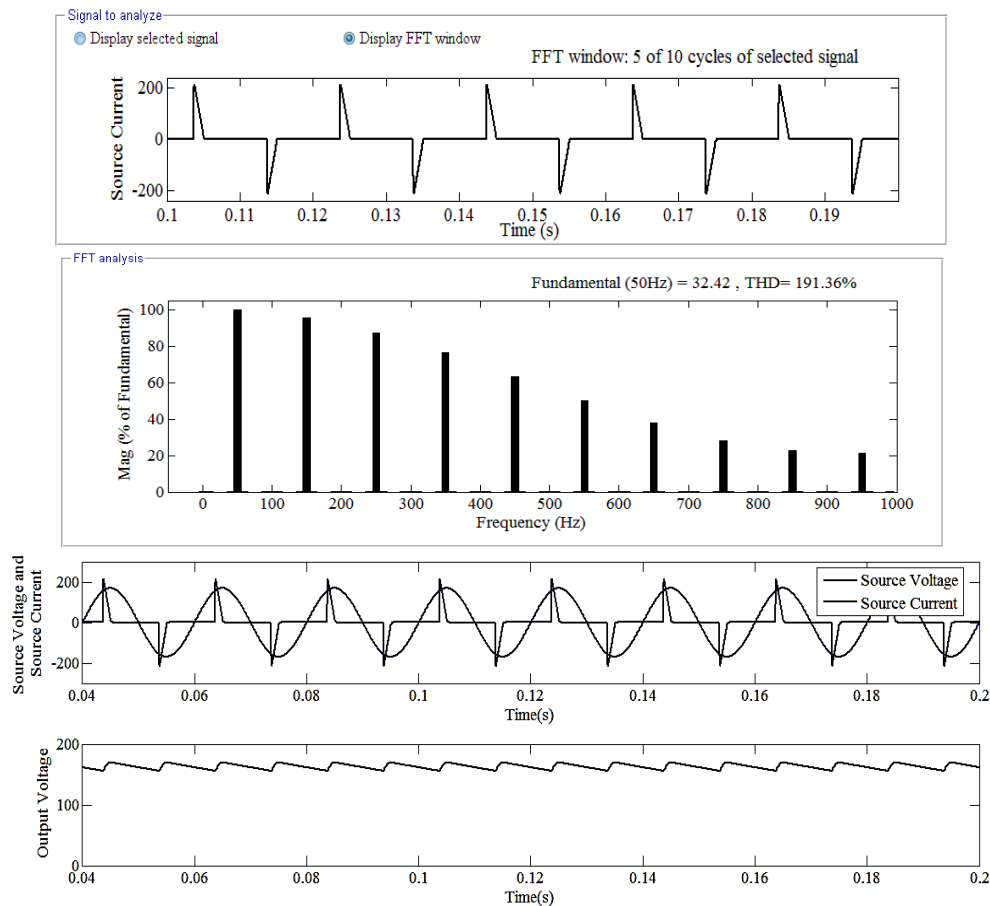 Signal to analyze
Display selected signal
Display FFT window
FFT window: 5 of 10 cycles of selected signal
Source Current
200
0
-200
0.1 0.11 0.12 0.13 0.14 0.15 0.16 0.17 0.18 0.19
Time (s)
FFT analysis
Fundamental (50Hz) = 32.42 , THD= 191.36%
Mag (% of Fundamental)
100
80
60
40
20
0
0 100 200 300 400 500 600 700 800 900 1000
Frequency (Hz)
Source Voltage and
Source Current
200
0
-200
Source Voltage
Source Current
0.04 0.06 0.08 0.1 0.12 0.14 0.16 0.18 0.2
Time(s)
Output Voltage
200
100
0
0.04 0.06 0.08 0.1 0.12 0.14 0.16 0.18 0.2
Time(s)